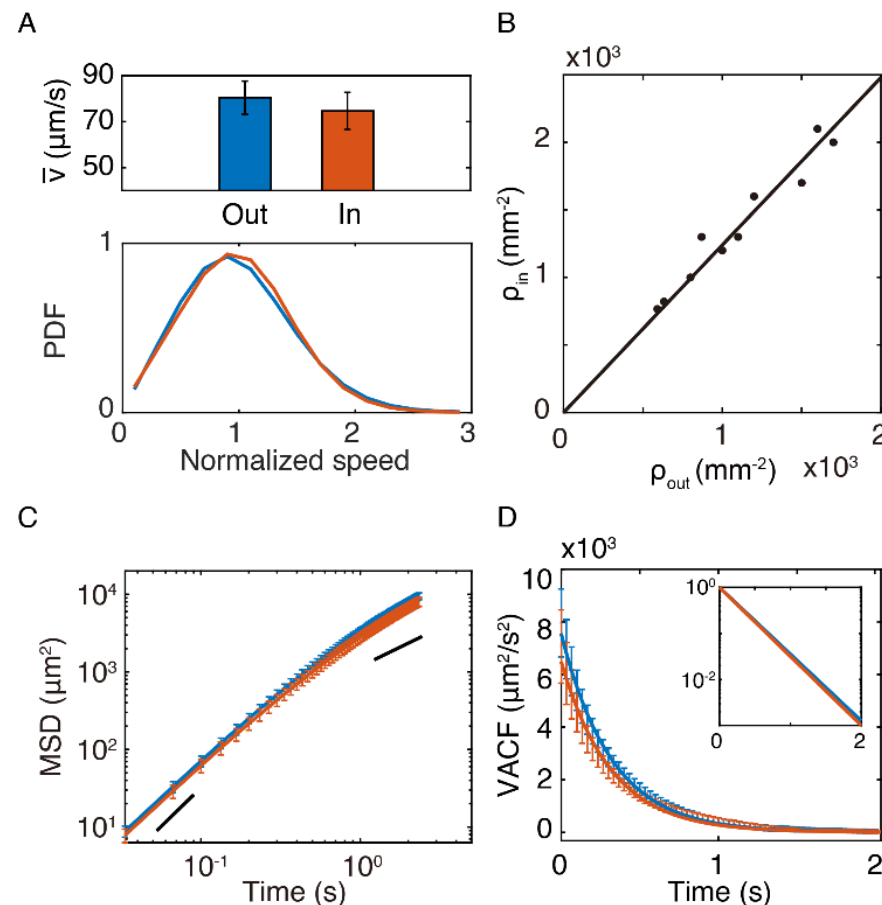 A
90
70
50
v̅ (µm/s)
Out In
1
0
PDF
0 1 2 3
Normalized speed
B
x10³
2
1
0
ρin (mm⁻²)
0 1 2
ρout (mm⁻²) x10³
C
10⁴
10³
10²
10¹
MSD (µm²)
10⁻¹ 10⁰
Time (s)
D
x10³
10
8
6
4
2
0
VACF (µm²/s²)
10⁰
10⁻²
0 2
0 1 2
Time (s)